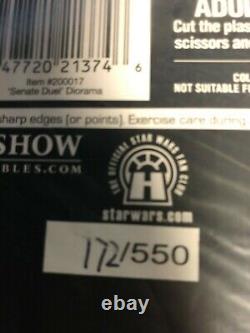 ADU
Cut the plas
scissors an
47720 21374 6
Item #200017
"Senate Duel" Diorama
COL
NOT SUITABLE F
sharp edges [or points]. Exercise care during
SHOW
BLES.COM
THE OFFICIAL STAR WARS FAN CLUB
H
starwars.com
172/550